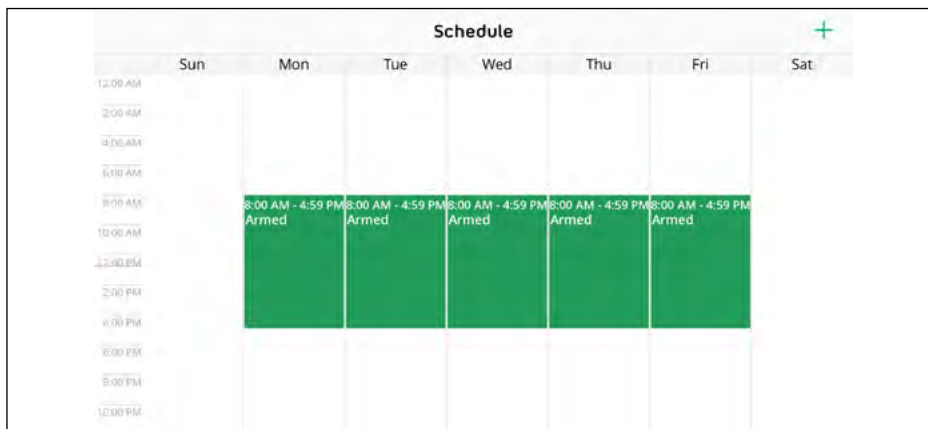 Schedule
+
Sun Mon Tue Wed Thu Fri Sat
12:00 AM
2:00 AM
4:00 AM
6:00 AM
8:00 AM
8:00 AM - 4:59 PM 8:00 AM - 4:59 PM 8:00 AM - 4:59 PM 8:00 AM - 4:59 PM 8:00 AM - 4:59 PM
Armed Armed Armed Armed Armed
10:00 AM
12:00 PM
2:00 PM
4:00 PM
6:00 PM
8:00 PM
10:00 PM